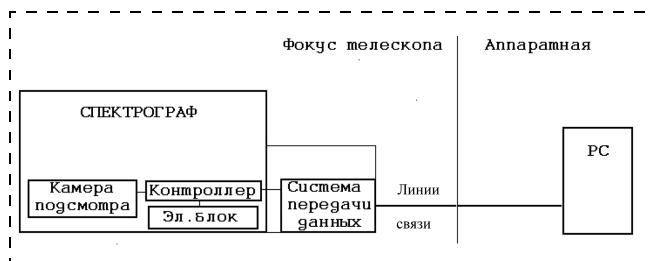 Фокус телескопа
Аппаратная
СПЕКТРОГРАФ
PC
Камера
подсмотра
Контроллер
Эл.блок
Система
передачи
данных
Линии
связи